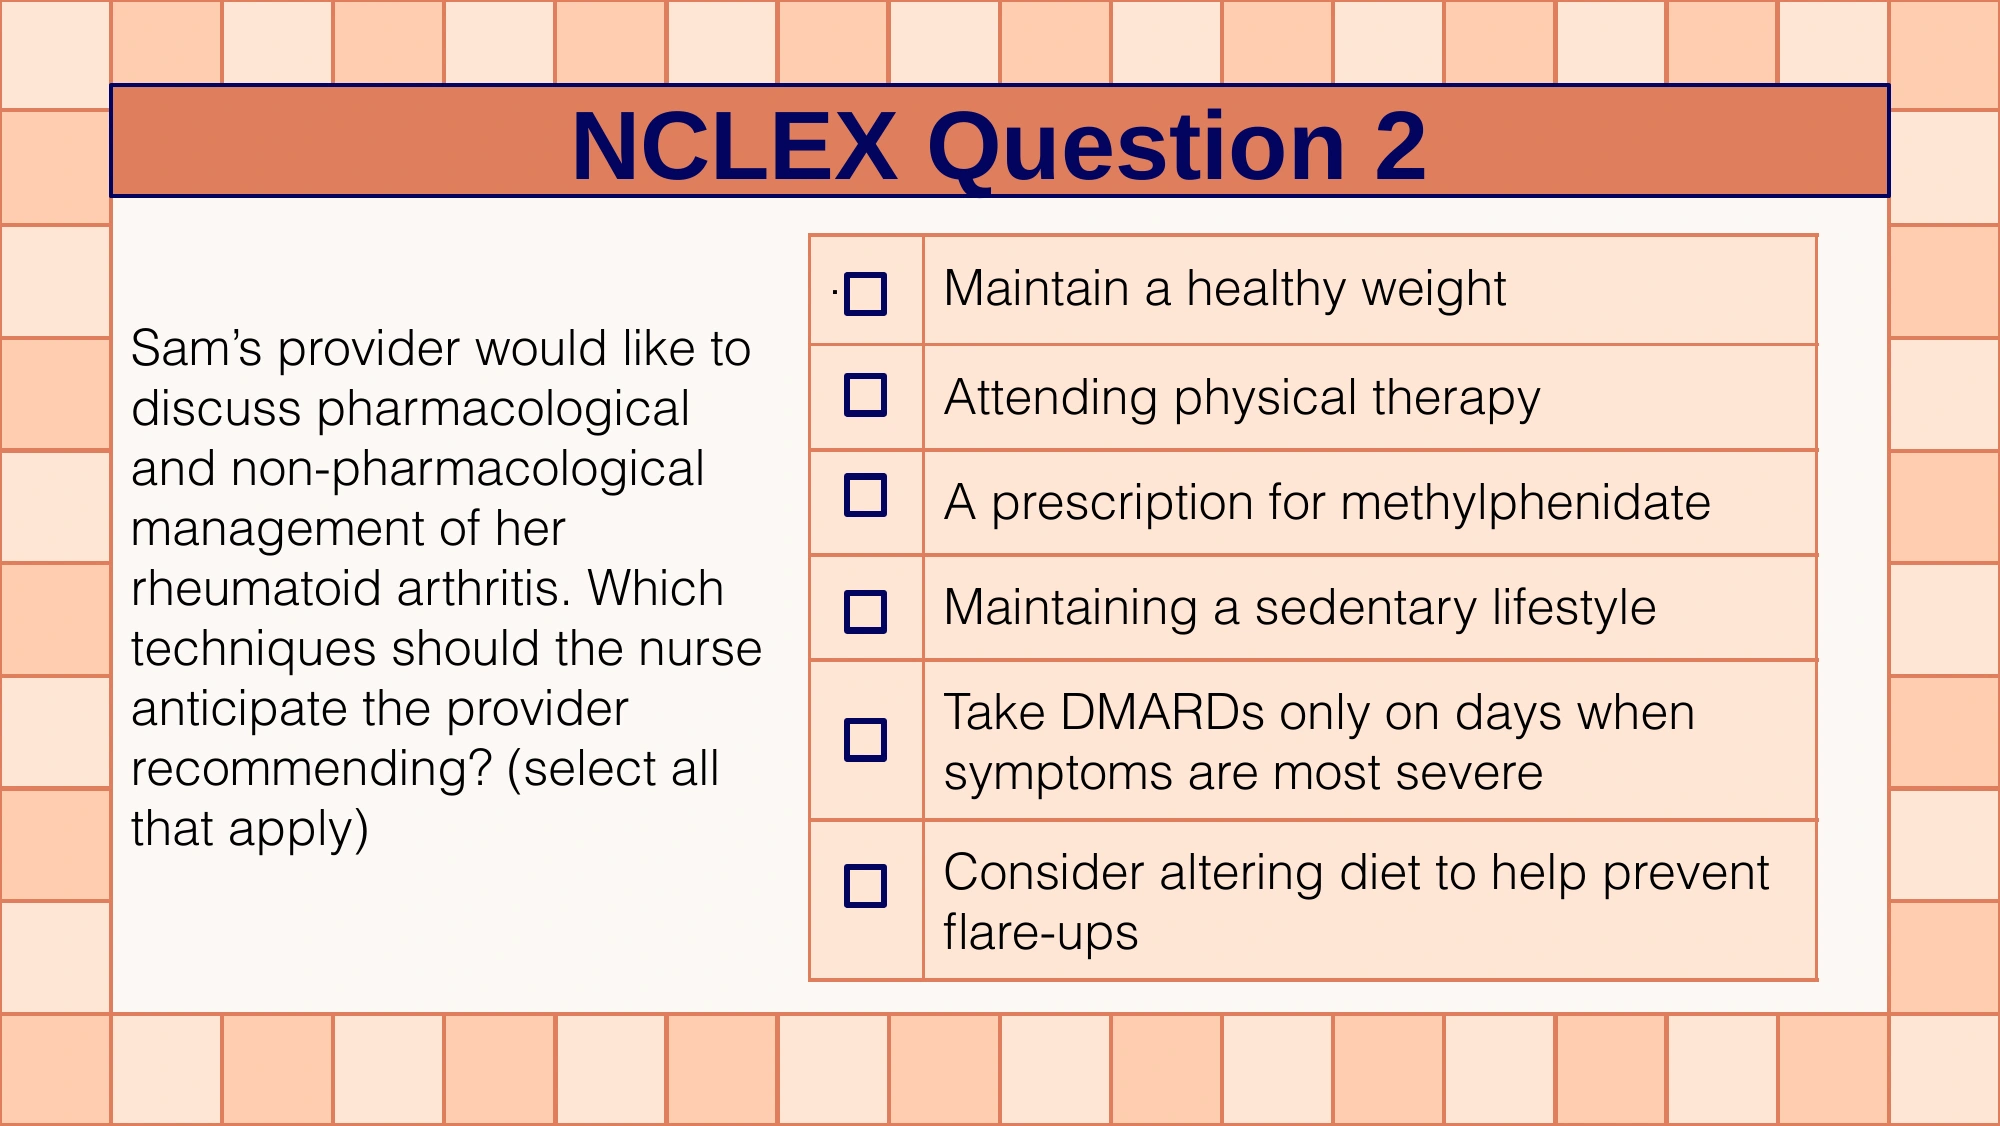 NCLEX Question 2
Sam’s provider would like to
discuss pharmacological
and non-pharmacological
management of her
rheumatoid arthritis. Which
techniques should the nurse
anticipate the provider
recommending? (select all
that apply)
Maintain a healthy weight
Attending physical therapy
A prescription for methylphenidate
Maintaining a sedentary lifestyle
Take DMARDs only on days when
symptoms are most severe
Consider altering diet to help prevent
flare-ups